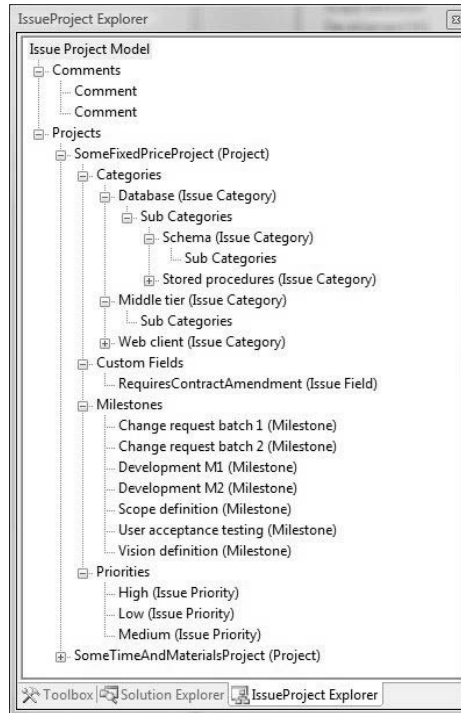 IssueProject Explorer
Issue Project Model
Comments
Comment
Comment
Projects
SomeFixedPriceProject (Project)
Categories
Database (Issue Category)
Sub Categories
Schema (Issue Category)
Sub Categories
Stored procedures (Issue Category)
Middle tier (Issue Category)
Sub Categories
Web client (Issue Category)
Custom Fields
RequiresContractAmendment (Issue Field)
Milestones
Change request batch 1 (Milestone)
Change request batch 2 (Milestone)
Development M1 (Milestone)
Development M2 (Milestone)
Scope definition (Milestone)
User acceptance testing (Milestone)
Vision definition (Milestone)
Priorities
High (Issue Priority)
Low (Issue Priority)
Medium (Issue Priority)
SomeTimeAndMaterialsProject (Project)
Toolbox Solution Explorer IssueProject Explorer